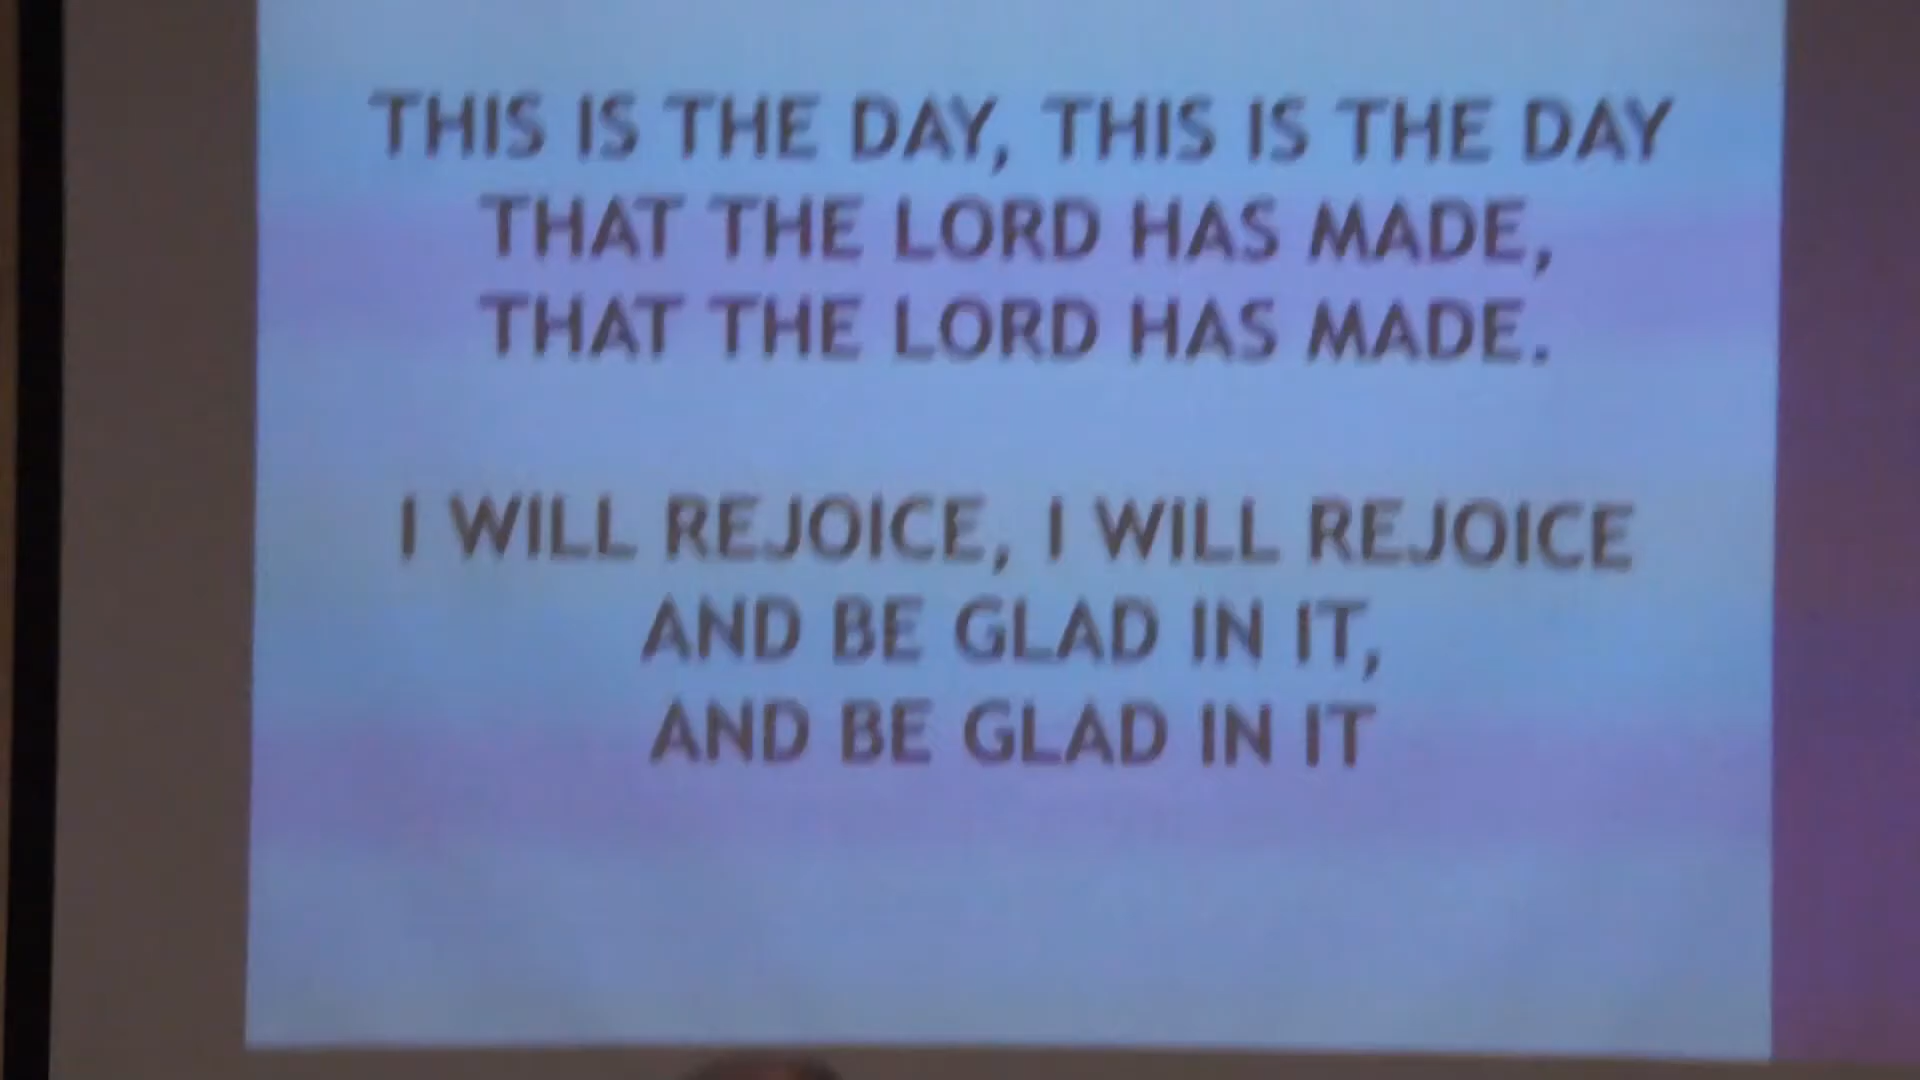 THIS IS THE DAY, THIS IS THE DAY
THAT THE LORD HAS MADE,
THAT THE LORD HAS MADE.
I WILL REJOICE, I WILL REJOICE
AND BE GLAD IN IT,
AND BE GLAD IN IT